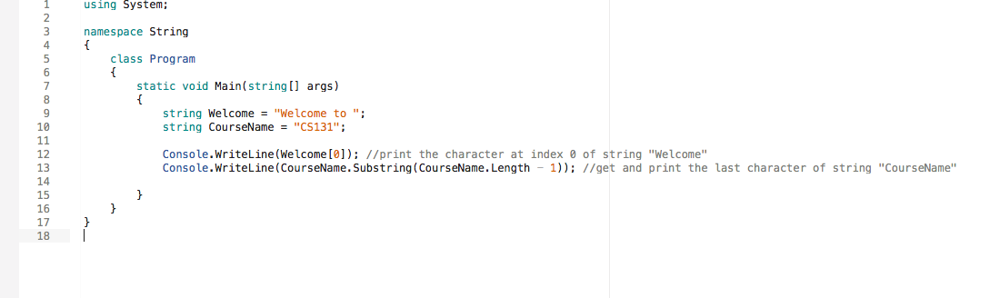 1 using System;
2
3 namespace String
4 {
5 class Program
6 {
7 static void Main(string[] args)
8 {
9 string Welcome = "Welcome to ";
10 string CourseName = "CS131";
11
12 Console.WriteLine(Welcome[0]); //print the character at index 0 of string "Welcome"
13 Console.WriteLine(CourseName.Substring(CourseName.Length - 1)); //get and print the last character of string "CourseName"
14
15 }
16 }
17 }
18